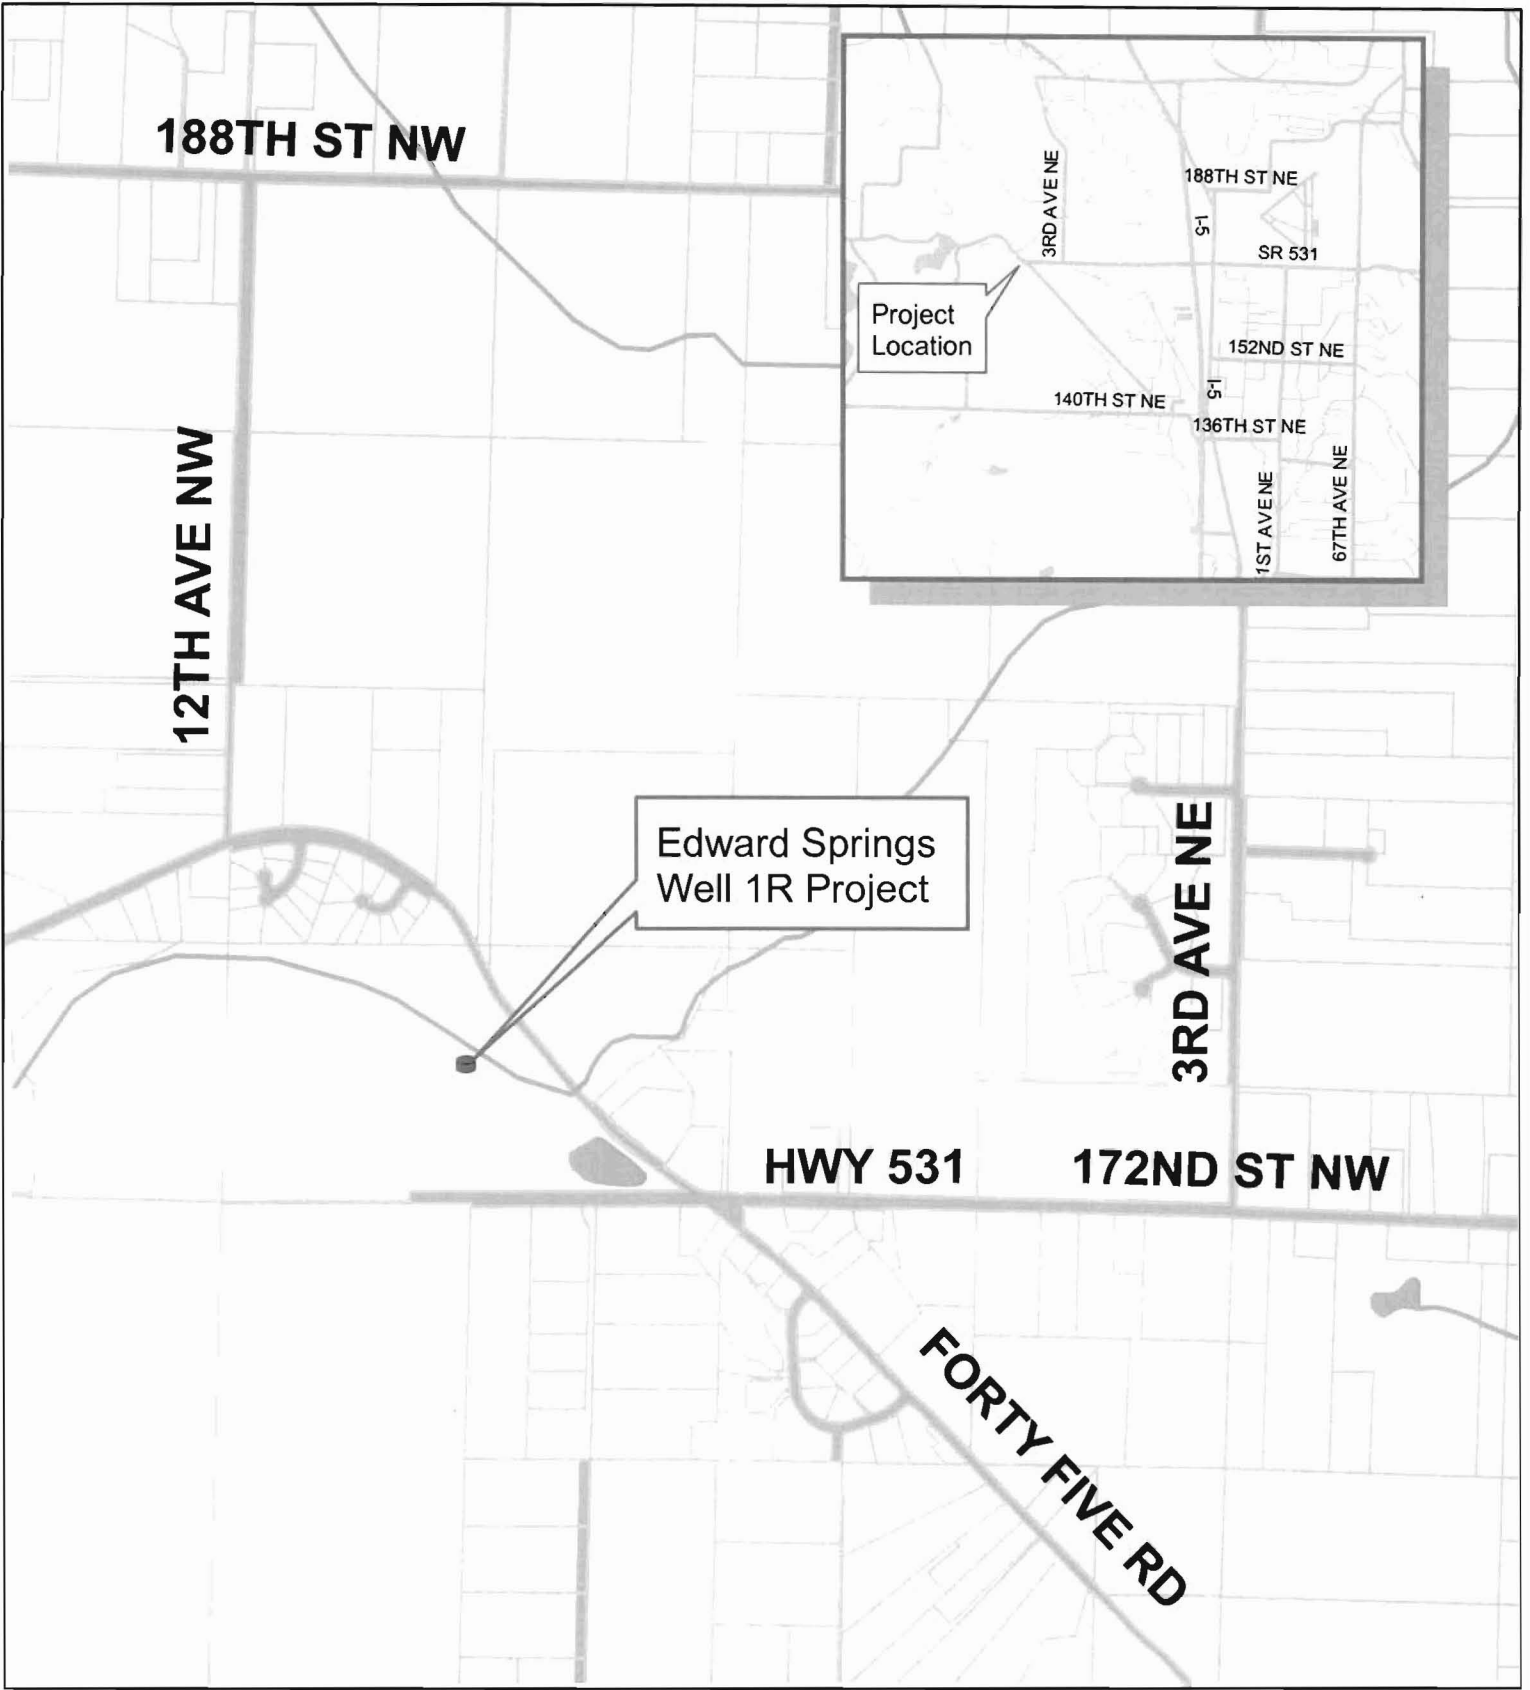 188TH ST NW
3RD AVE NE
188TH ST NE
I-5
SR 531
Project
Location
152ND ST NE
I-5
140TH ST NE
136TH ST NE
1ST AVE NE
67TH AVE NE
12TH AVE NW
Edward Springs
Well 1R Project
3RD AVE NE
HWY 531
172ND ST NW
FORTY FIVE RD